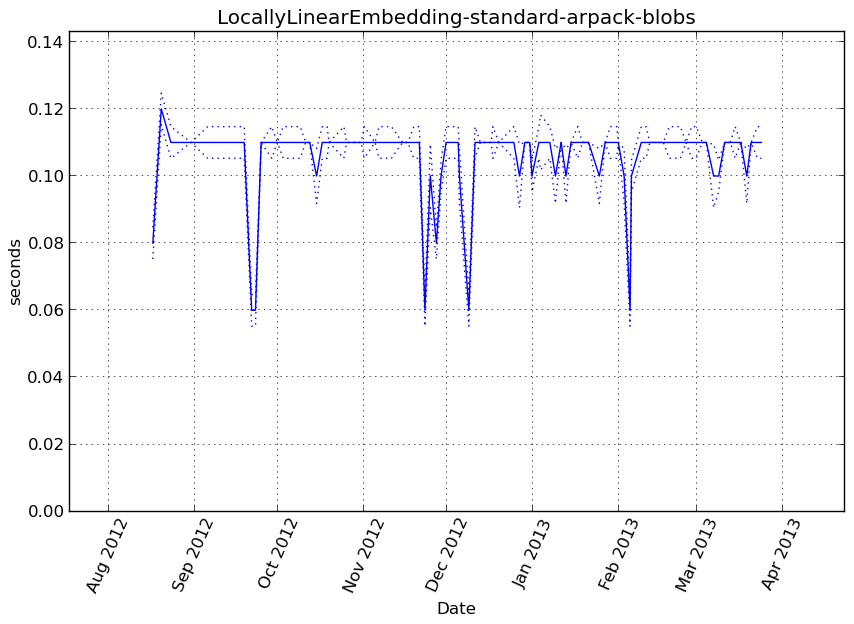 LocallyLinearEmbedding-standard-arpack-blobs
0.14
0.12
0.10
0.08
0.06
0.04
0.02
0.00
seconds
Aug 2012
Sep 2012
Oct 2012
Nov 2012
Dec 2012
Jan 2013
Feb 2013
Mar 2013
Apr 2013
Date